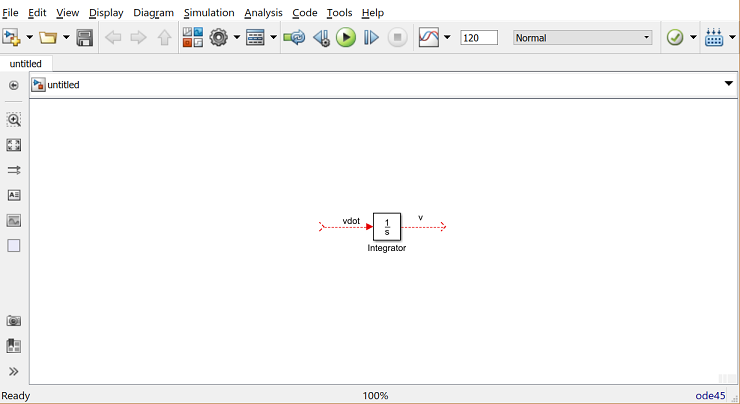 File Edit View Display Diagram Simulation Analysis Code Tools Help
120 Normal
untitled
untitled
vdot 1 v
s
Integrator
Ready 100% ode45